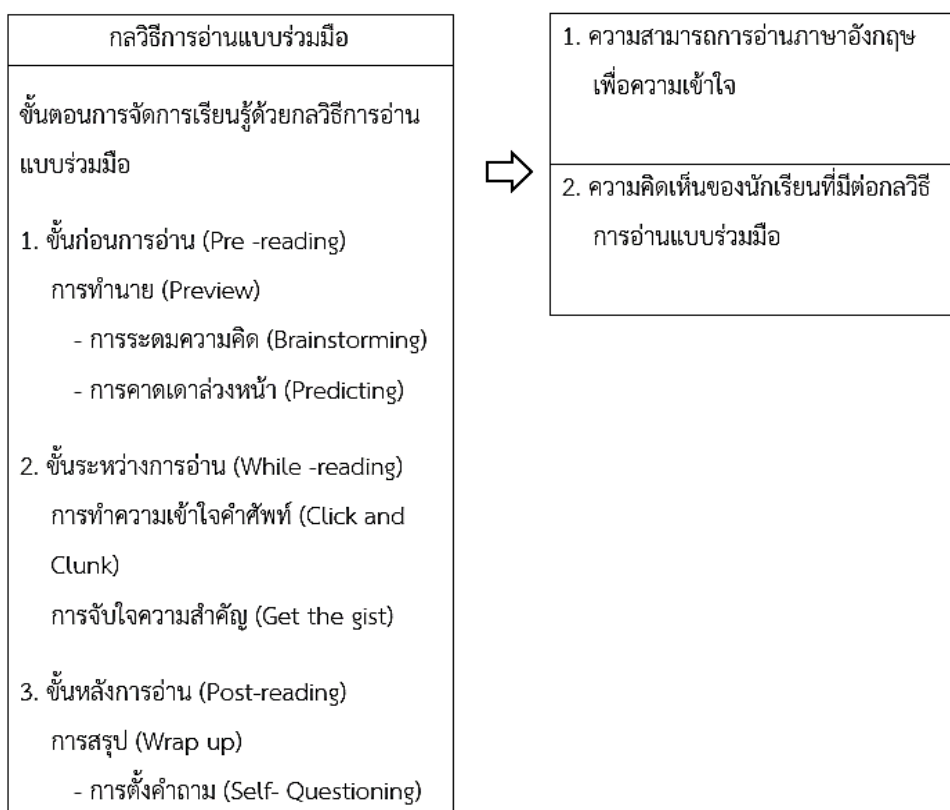 กลวิธีการอ่านแบบร่วมมือ
ขั้นตอนการจัดการเรียนรู้ด้วยกลวิธีการอ่าน
แบบร่วมมือ
1. ขั้นก่อนการอ่าน (Pre -reading)
การทำนาย (Preview)
- การระดมความคิด (Brainstorming)
- การคาดเดาล่วงหน้า (Predicting)
2. ขั้นระหว่างการอ่าน (While -reading)
การทำความเข้าใจคำศัพท์ (Click and
Clunk)
การจับใจความสำคัญ (Get the gist)
3. ขั้นหลังการอ่าน (Post-reading)
การสรุป (Wrap up)
- การตั้งคำถาม (Self- Questioning)
1. ความสามารถการอ่านภาษาอังกฤษ
เพื่อความเข้าใจ
2. ความคิดเห็นของนักเรียนที่มีต่อกลวิธี
การอ่านแบบร่วมมือ